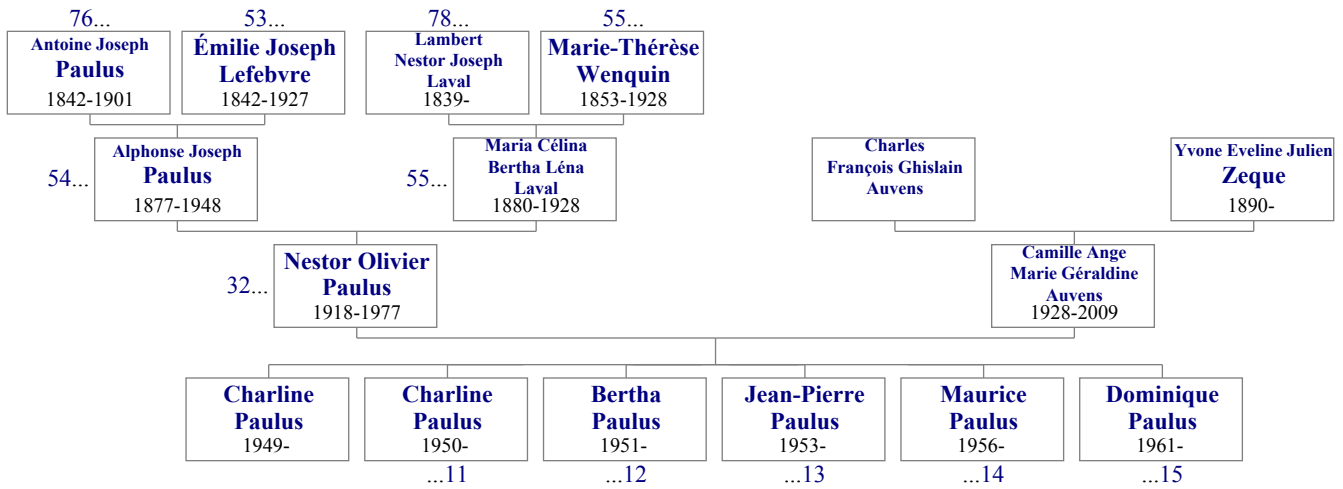 76...
53...
78...
55...
Antoine Joseph
Paulus
1842-1901
Émilie Joseph
Lefebvre
1842-1927
Lambert
Nestor Joseph
Laval
1839-
Marie-Thérèse
Wenquin
1853-1928
54...
Alphonse Joseph
Paulus
1877-1948
55...
Maria Célina
Bertha Léna
Laval
1880-1928
Charles
François Ghislain
Auvens
Yvone Eveline Julien
Zeque
1890-
32...
Nestor Olivier
Paulus
1918-1977
Camille Ange
Marie Géraldine
Auvens
1928-2009
Charline
Paulus
1949-
Charline
Paulus
1950-
Bertha
Paulus
1951-
Jean-Pierre
Paulus
1953-
Maurice
Paulus
1956-
Dominique
Paulus
1961-
...11
...12
...13
...14
...15